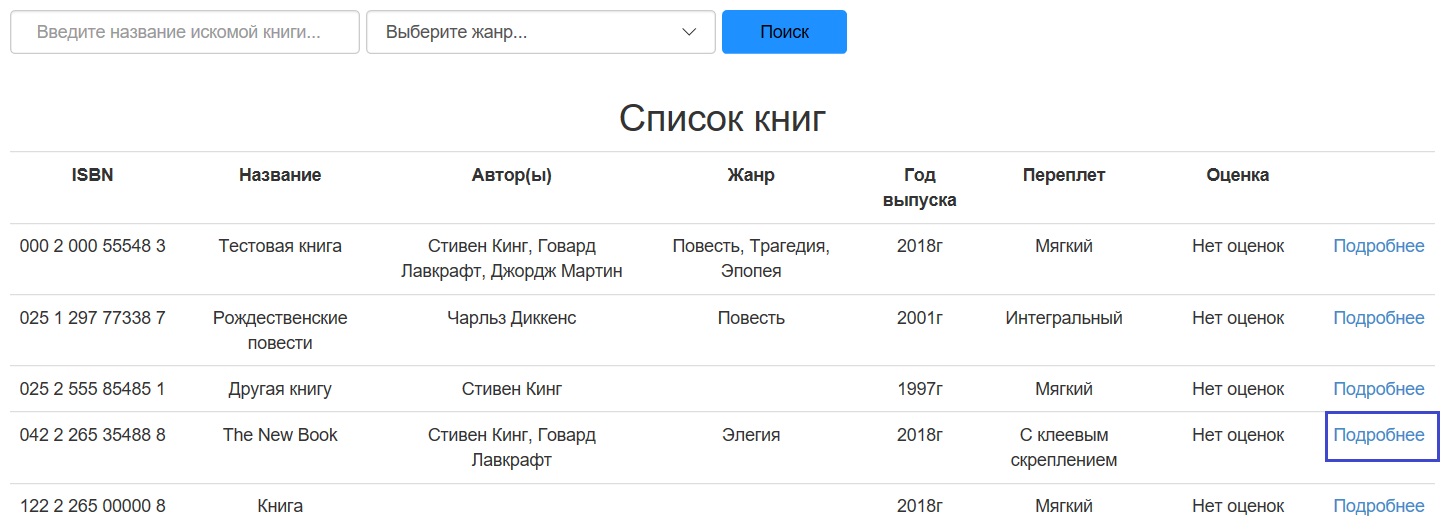 Введите название искомой книги... Выберите жанр... Поиск
Список книг
ISBN Название Автор(ы) Жанр Год Переплет Оценка
выпуска
000 2 000 55548 3 Тестовая книга Стивен Кинг, Говард Повесть, Трагедия, 2018г Мягкий Нет оценок Подробнее
Лавкрафт, Джордж Мартин Эпопея
025 1 297 77338 7 Рождественские Чарльз Диккенс Повесть 2001г Интегральный Нет оценок Подробнее
повести
025 2 555 85485 1 Другая книгу Стивен Кинг 1997г Мягкий Нет оценок Подробнее
042 2 265 35488 8 The New Book Стивен Кинг, Говард Элегия 2018г С клеевым Нет оценок Подробнее
Лавкрафт скреплением
122 2 265 00000 8 Книга 2018г Мягкий Нет оценок Подробнее